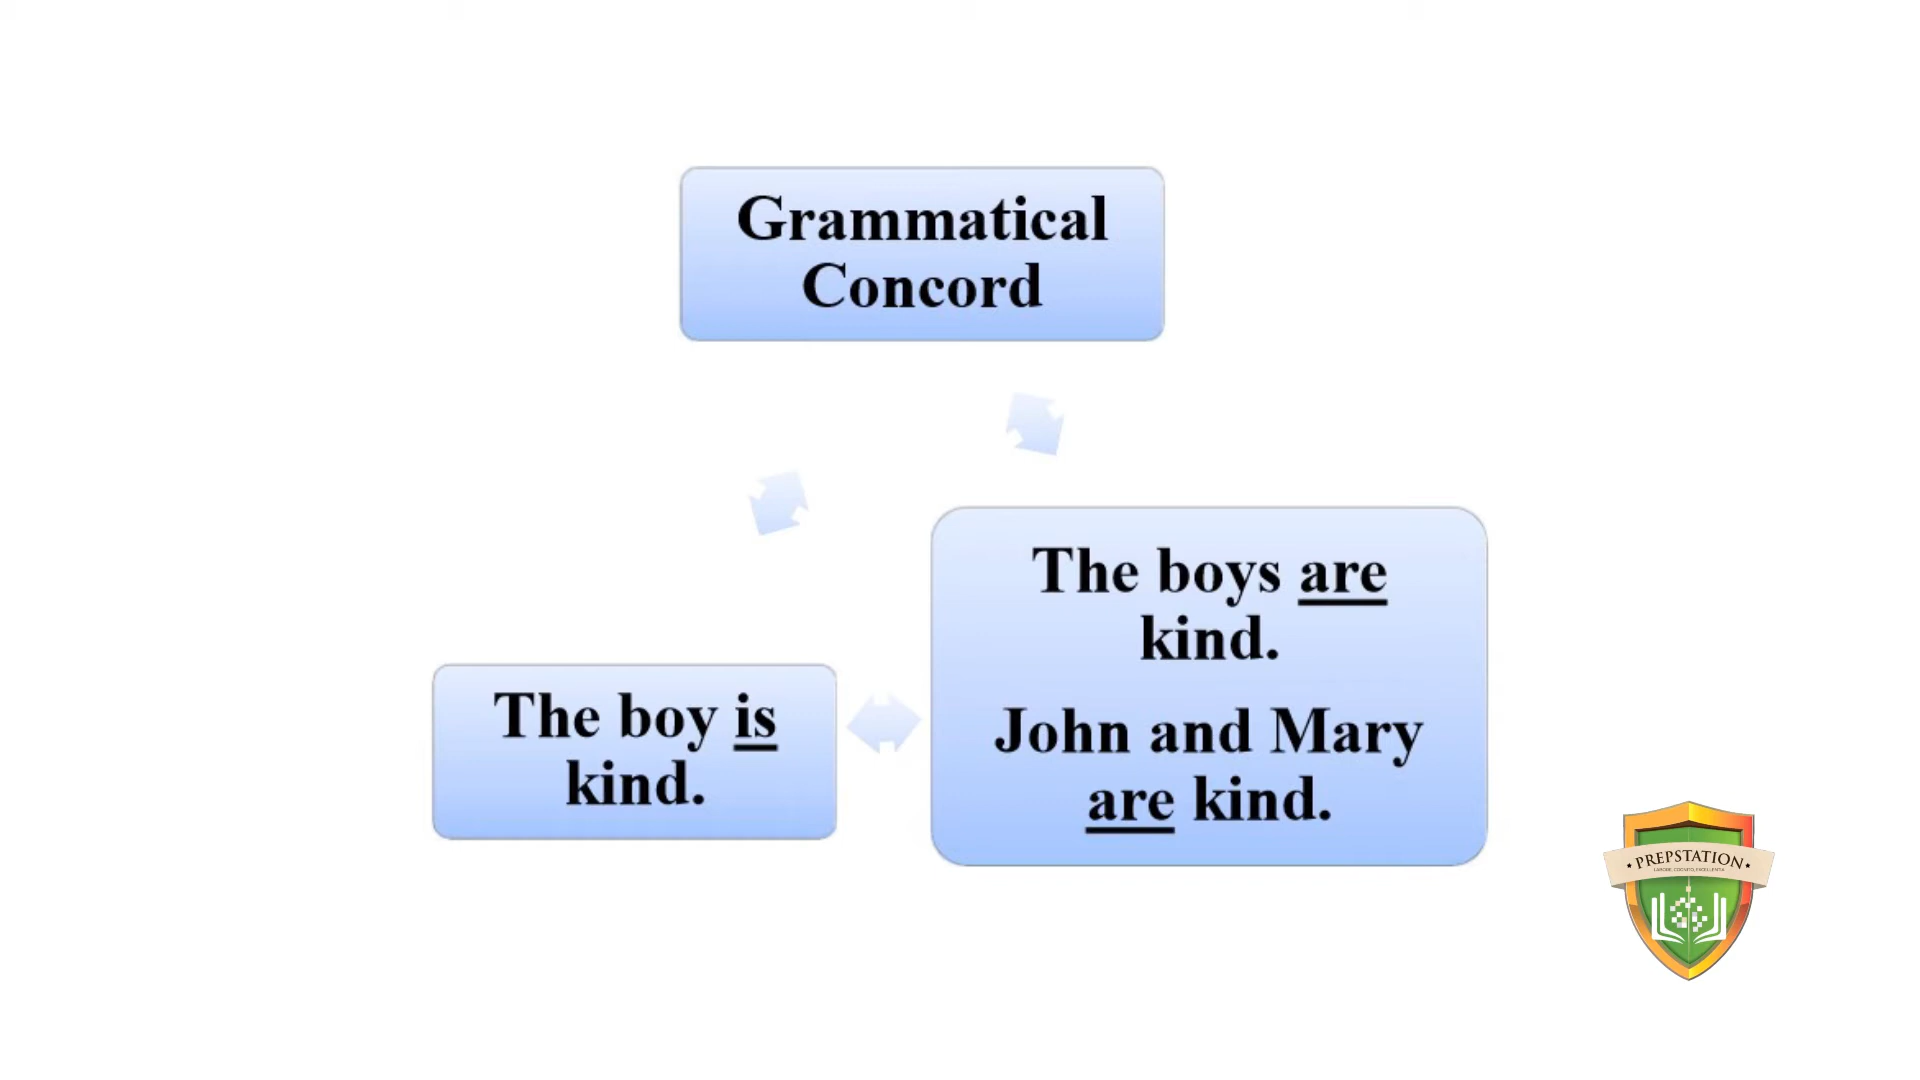 Grammatical
Concord
The boys are
kind.
John and Mary
are kind.
The boy is
kind.
PREPSTATION